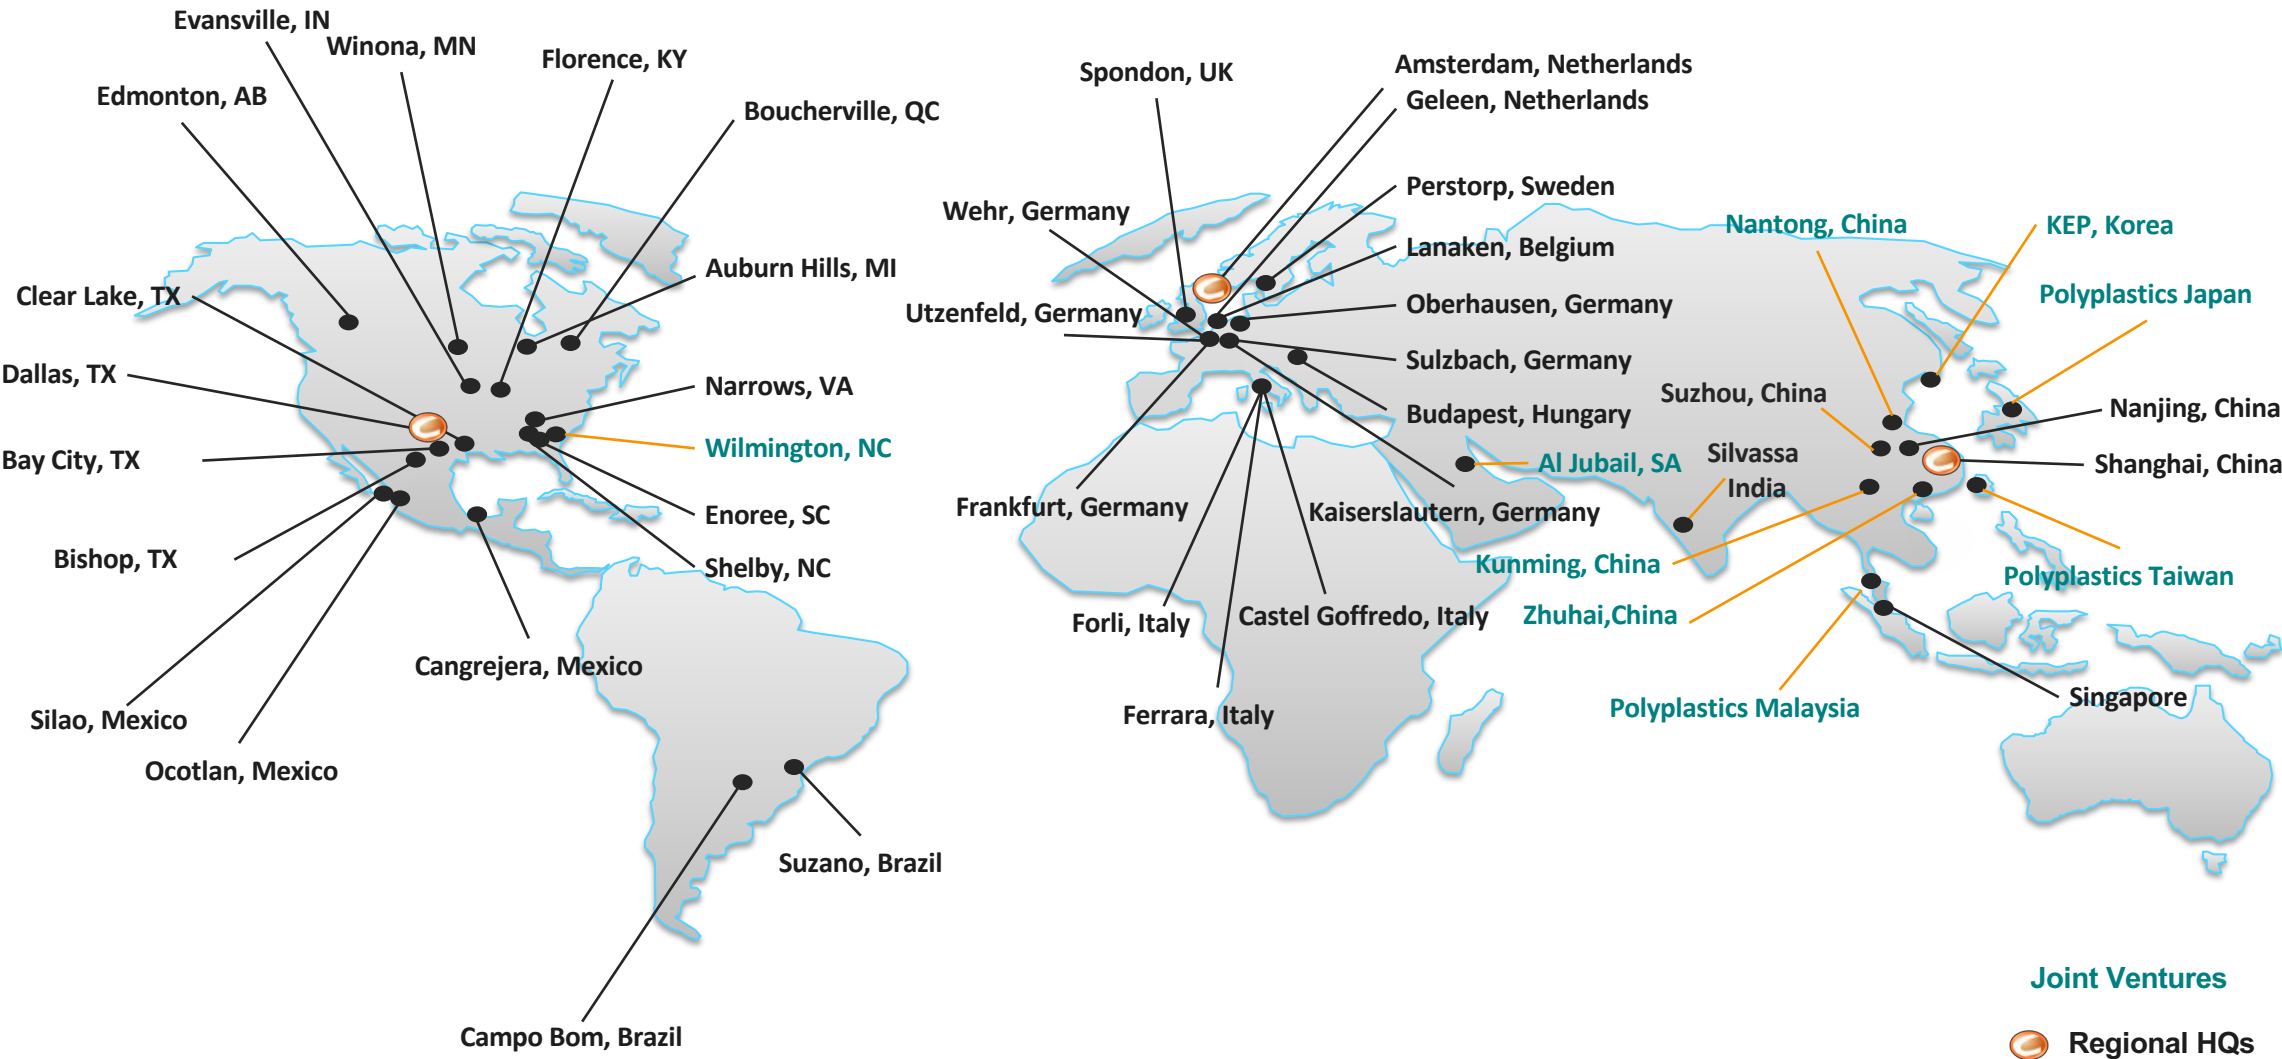 Evansville, IN
Winona, MN
Florence, KY
Edmonton, AB
Boucherville, QC
Auburn Hills, MI
Clear Lake, TX
Dallas, TX
Narrows, VA
Wilmington, NC
Bay City, TX
Enoree, SC
Bishop, TX
Shelby, NC
Cangrejera, Mexico
Silao, Mexico
Ocotlan, Mexico
Suzano, Brazil
Campo Bom, Brazil
Spondon, UK
Amsterdam, Netherlands
Geleen, Netherlands
Perstorp, Sweden
Wehr, Germany
Lanaken, Belgium
Utzenfeld, Germany
Oberhausen, Germany
Sulzbach, Germany
Budapest, Hungary
Frankfurt, Germany
Kaiserslautern, Germany
Forli, Italy
Castel Goffredo, Italy
Ferrara, Italy
Nantong, China
KEP, Korea
Polyplastics Japan
Suzhou, China
Nanjing, China
Al Jubail, SA
Silvassa
India
Shanghai, China
Kunming, China
Polyplastics Taiwan
Zhuhai,China
Polyplastics Malaysia
Singapore
Joint Ventures
Regional HQs